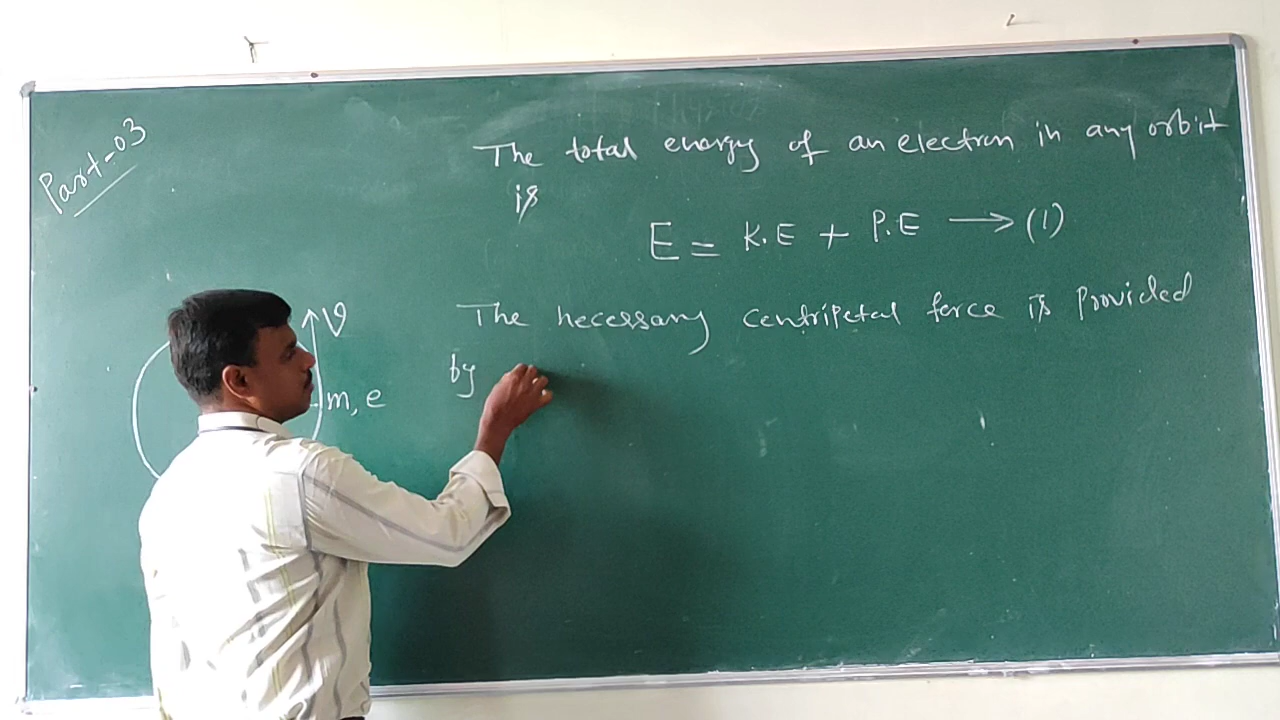 Part-03
The total energy of an electron in any orbit
is
E = K.E + P.E → (1)
The necessary centripetal force is Provided
by
V
m, e